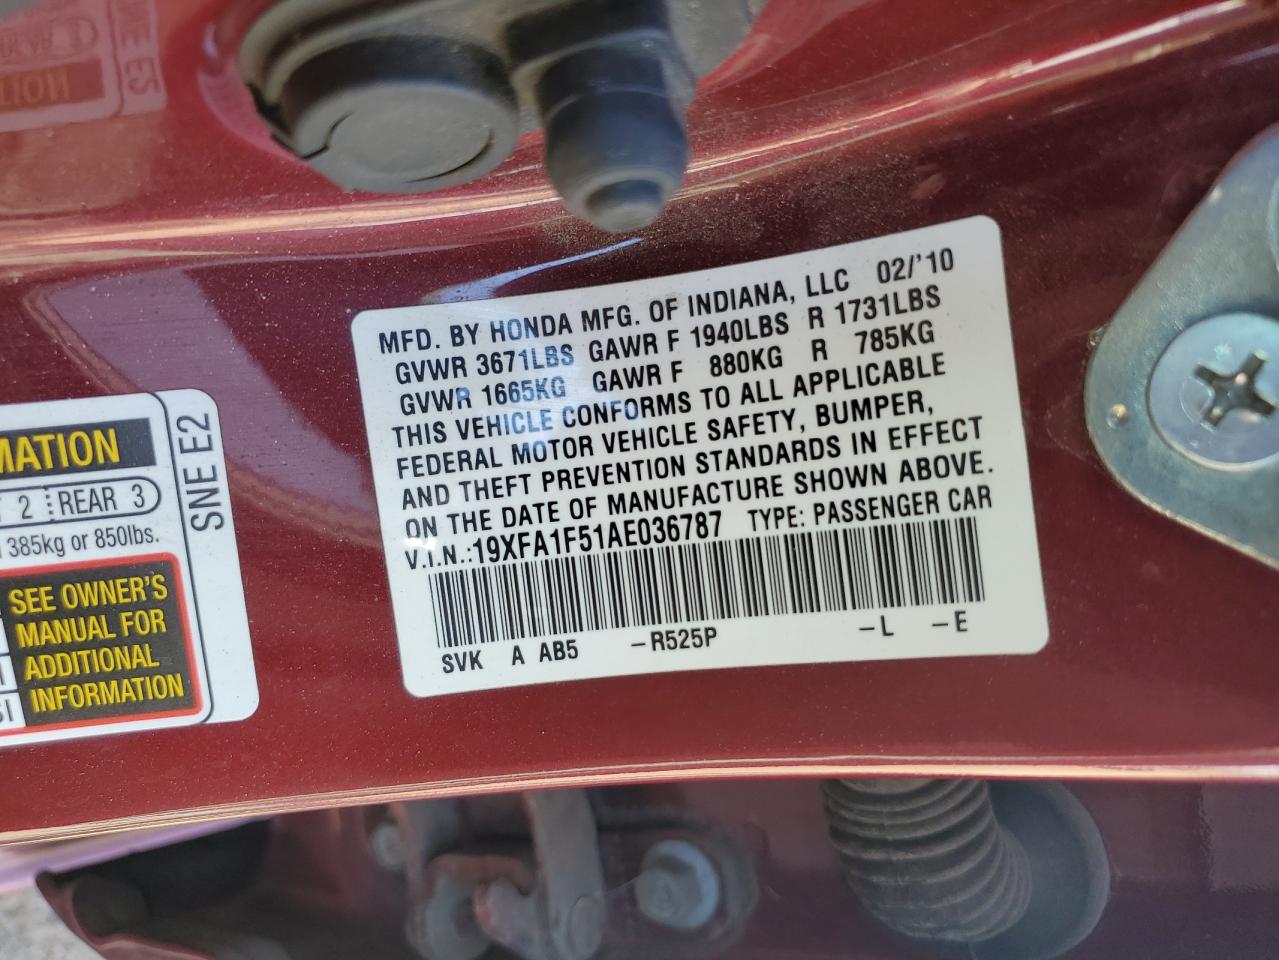 MFD. BY HONDA MFG. OF INDIANA, LLC 02/'10
GVWR 3671LBS GAWR F 1940LBS R 1731LBS
GVWR 1665KG GAWR F 880KG R 785KG
THIS VEHICLE CONFORMS TO ALL APPLICABLE
FEDERAL MOTOR VEHICLE SAFETY, BUMPER,
AND THEFT PREVENTION STANDARDS IN EFFECT
ON THE DATE OF MANUFACTURE SHOWN ABOVE.
V.I.N.:19XFA1F51AE036787 TYPE: PASSENGER CAR
SVK A AB5 -R525P -L -E
MATION
2 REAR 3
385kg or 850lbs.
SEE OWNER'S
MANUAL FOR
ADDITIONAL
INFORMATION
SNE E2